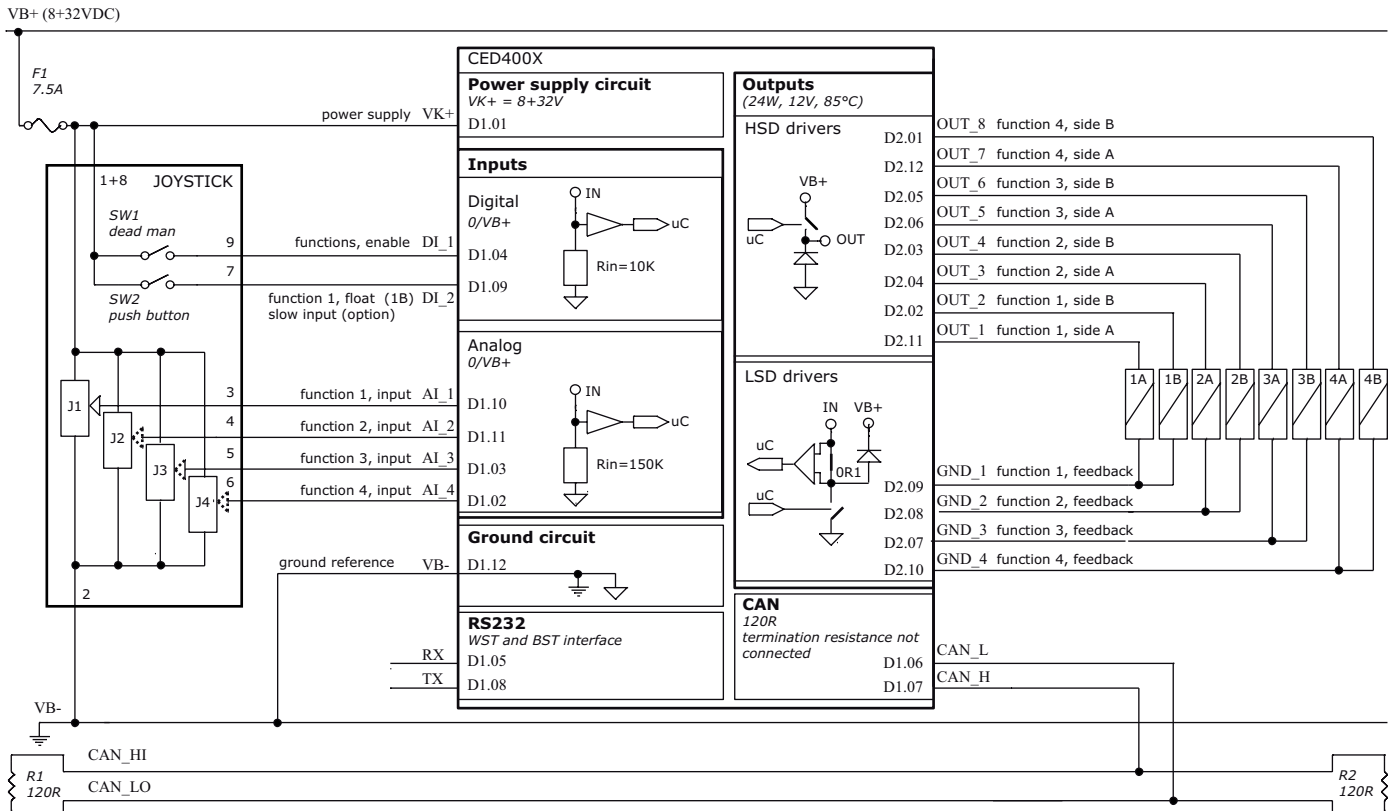 VB+ (8+32VDC)
F1
7.5A
power supply VK+
1+8 JOYSTICK
SW1
dead man
9
functions, enable DI_1
7
SW2
push button
function 1, float (1B) DI_2
slow input (option)
J1
J2
J3
J4
3
function 1, input AI_1
4
function 2, input AI_2
5
function 3, input AI_3
6
function 4, input AI_4
2
ground reference VB-
RX
TX
CED400X
Power supply circuit
VK+ = 8+32V
D1.01
Inputs
Digital
0/VB+
D1.04
D1.09
IN
uC
Rin=10K
Analog
0/VB+
D1.10
D1.11
D1.03
D1.02
IN
uC
Rin=150K
Ground circuit
D1.12
RS232
WST and BST interface
D1.05
D1.08
Outputs
(24W, 12V, 85°C)
HSD drivers
VB+
uC
OUT
D2.01
D2.12
D2.05
D2.06
D2.03
D2.04
D2.02
D2.11
LSD drivers
IN VB+
uC
0R1
uC
D2.09
D2.08
D2.07
D2.10
CAN
120R
termination resistance not
connected
D1.06
D1.07
OUT_8 function 4, side B
OUT_7 function 4, side A
OUT_6 function 3, side B
OUT_5 function 3, side A
OUT_4 function 2, side B
OUT_3 function 2, side A
OUT_2 function 1, side B
OUT_1 function 1, side A
1A 1B 2A 2B 3A 3B 4A 4B
GND_1 function 1, feedback
GND_2 function 2, feedback
GND_3 function 3, feedback
GND_4 function 4, feedback
CAN_L
CAN_H
VB-
CAN_HI
R1
120R
CAN_LO
R2
120R